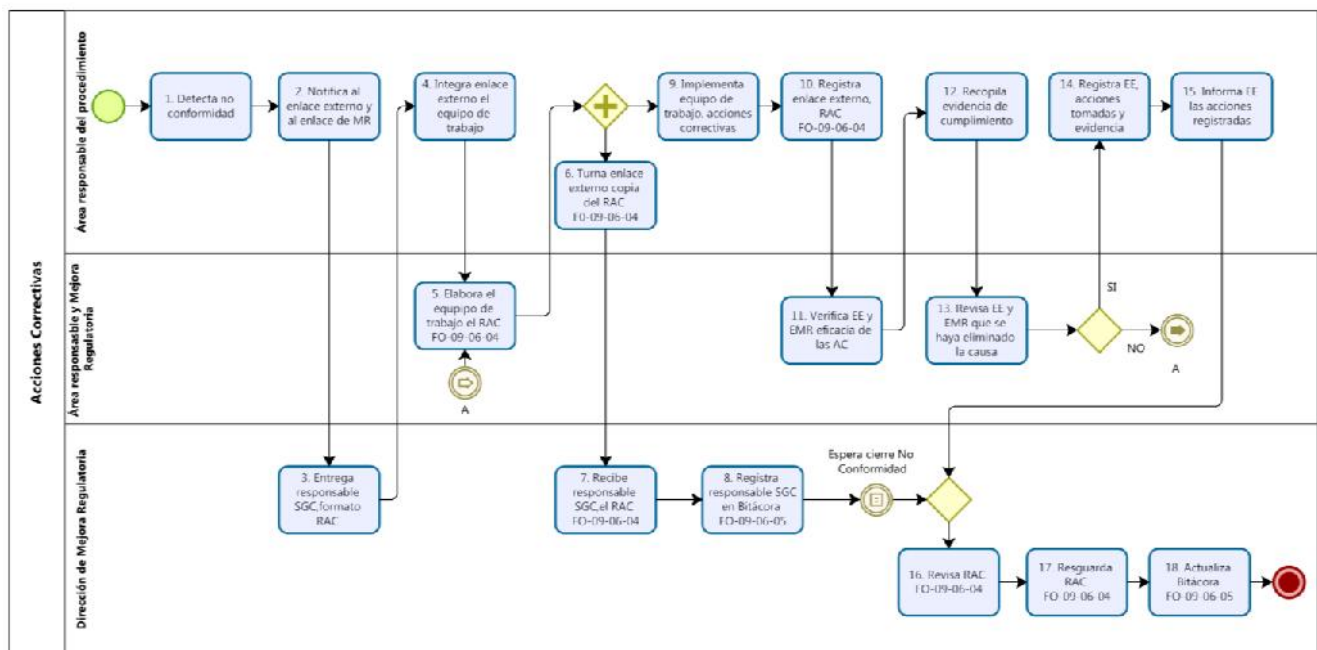 Acciones Correctivas
Área responsable del procedimiento
1. Detecta no
conformidad
2. Notifica al
enlace externo y
al enlace de MR
4. Integra enlace
externo el
equipo de
trabajo
9. Implementa
equipo de
trabajo, acciones
correctivas
10. Registra
enlace externo,
RAC
FO-09-06-04
12. Recopila
evidencia de
cumplimiento
14. Registra EE,
acciones
tomadas y
evidencia
15. Informa EE
las acciones
registradas
6. Turna enlace
externo copia
del RAC
FO-09-06-04
Área responsasble y Mejora
Regulatoria
5. Elabora el
equpipo de
trabajo el RAC
FO-09-06-04
A
11. Verifica EE y
EMR eficacia de
las AC
13. Revisa EE y
EMR que se
haya eliminado
la causa
SI
NO
A
Dirección de Mejora Regulatoria
3. Entrega
responsable
SGC,formato
RAC
7. Recibe
responsable
SGC,el RAC
FO-09-06-04
8. Registra
responsable SGC
en Bitácora
FO-09-06-05
Espera cierre No
Conformidad
16. Revisa RAC
FO-09-06-04
17. Resguarda
RAC
FO-09-06-04
18. Actualiza
Bitácora
FO-09-06-05